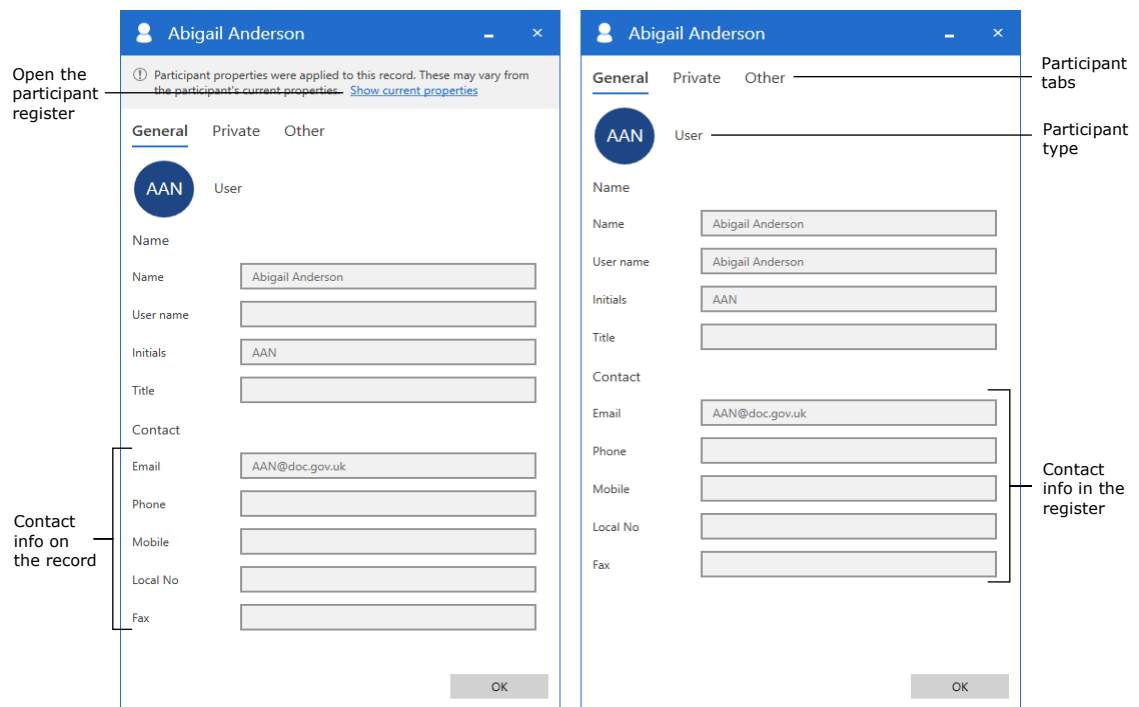 Open the
participant
register
Contact
info on
the record
Abigail Anderson
Participant properties were applied to this record. These may vary from
the participant's current properties. Show current properties
General Private Other
AAN User
Name
Name Abigail Anderson
User name
Initials AAN
Title
Contact
Email AAN@doc.gov.uk
Phone
Mobile
Local No
Fax
OK
Abigail Anderson
General Private Other
AAN User
Name
Name Abigail Anderson
User name Abigail Anderson
Initials AAN
Title
Contact
Email AAN@doc.gov.uk
Phone
Mobile
Local No
Fax
OK
Participant
tabs
Participant
type
Contact
info in the
register